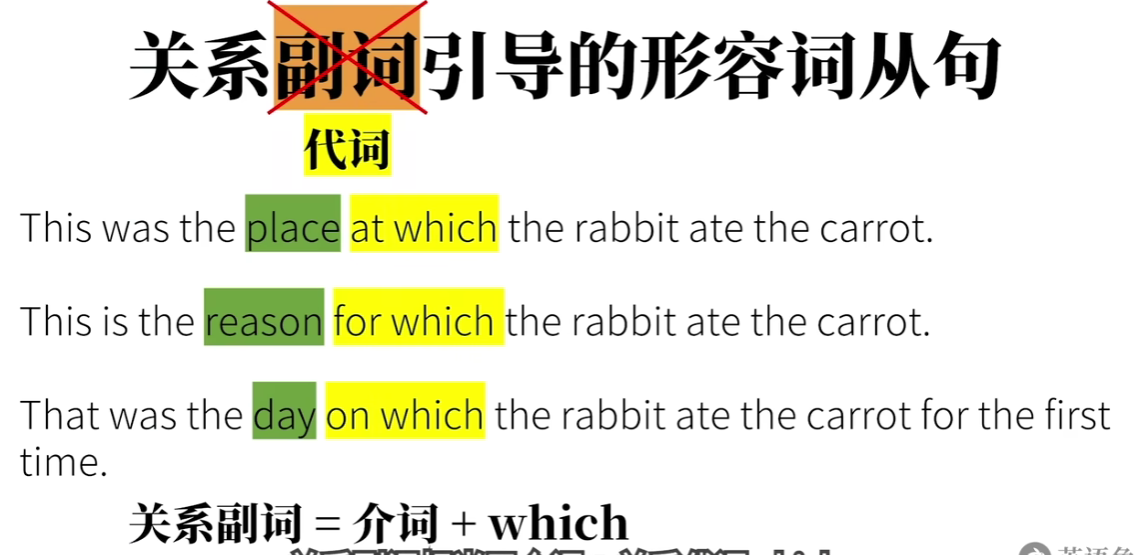 关系副词引导的形容词从句
代词
This was the place at which the rabbit ate the carrot.
This is the reason for which the rabbit ate the carrot.
That was the day on which the rabbit ate the carrot for the first
time.
关系副词 = 介词 + which